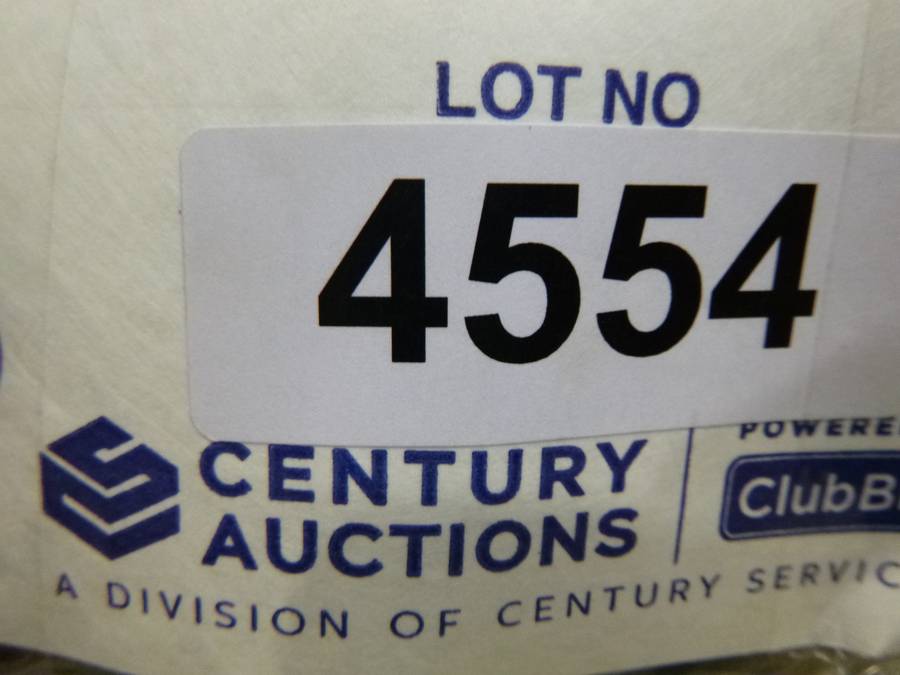 LOT NO
4554
CENTURY
AUCTIONS
A DIVISION OF CENTURY